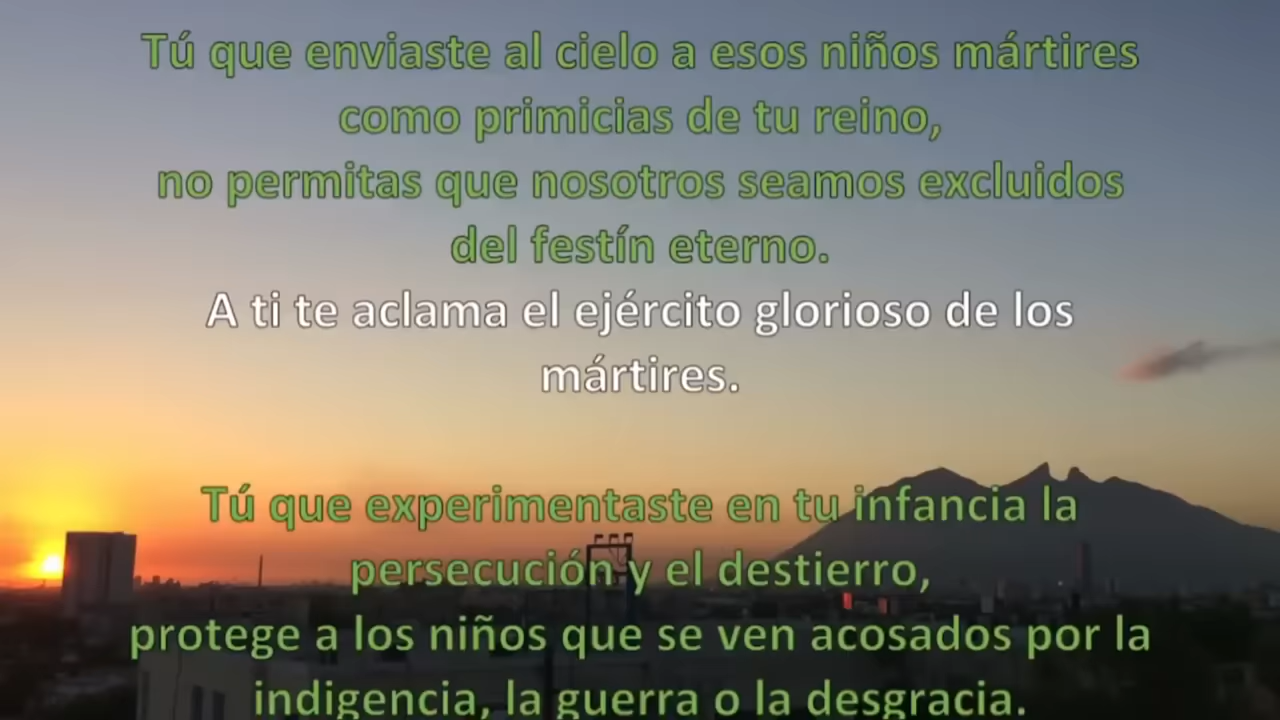 Tú que enviaste al cielo a esos niños mártires
como primicias de tu reino,
no permitas que nosotros seamos excluidos
del festín eterno.
A ti te aclama el ejército glorioso de los
mártires.
Tú que experimentaste en tu infancia la
persecución y el destierro,
protege a los niños que se ven acosados por la
indigencia, la guerra o la desgracia.